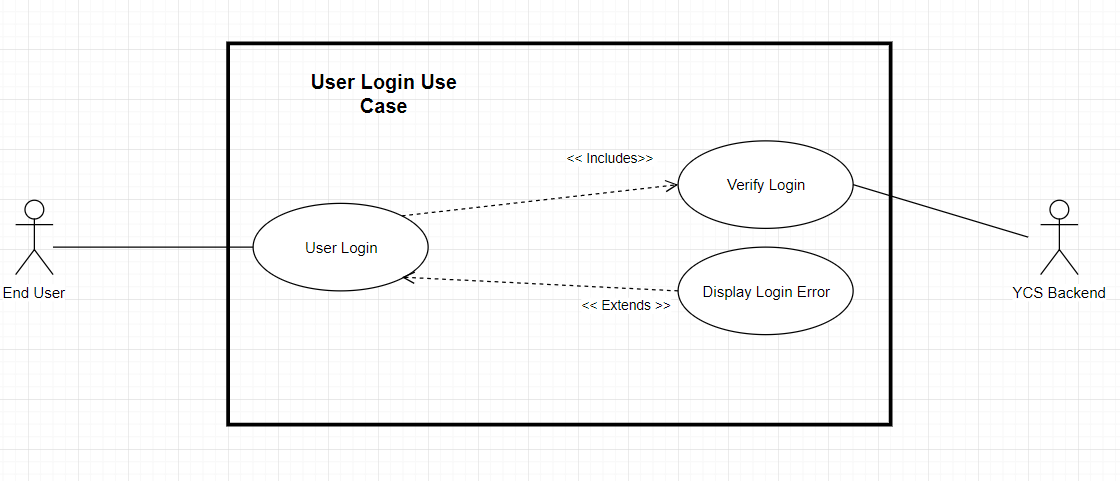 User Login Use
Case
<< Includes>>
Verify Login
User Login
End User
Display Login Error
YCS Backend
<< Extends >>